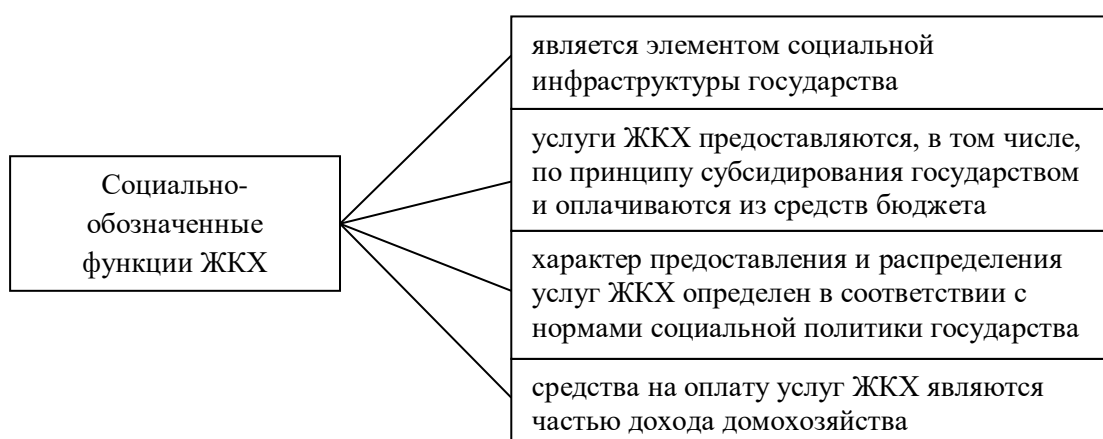 Социально-
обозначенные
функции ЖКХ
является элементом социальной
инфраструктуры государства
услуги ЖКХ предоставляются, в том числе,
по принципу субсидирования государством
и оплачиваются из средств бюджета
характер предоставления и распределения
услуг ЖКХ определен в соответствии с
нормами социальной политики государства
средства на оплату услуг ЖКХ являются
частью дохода домохозяйства